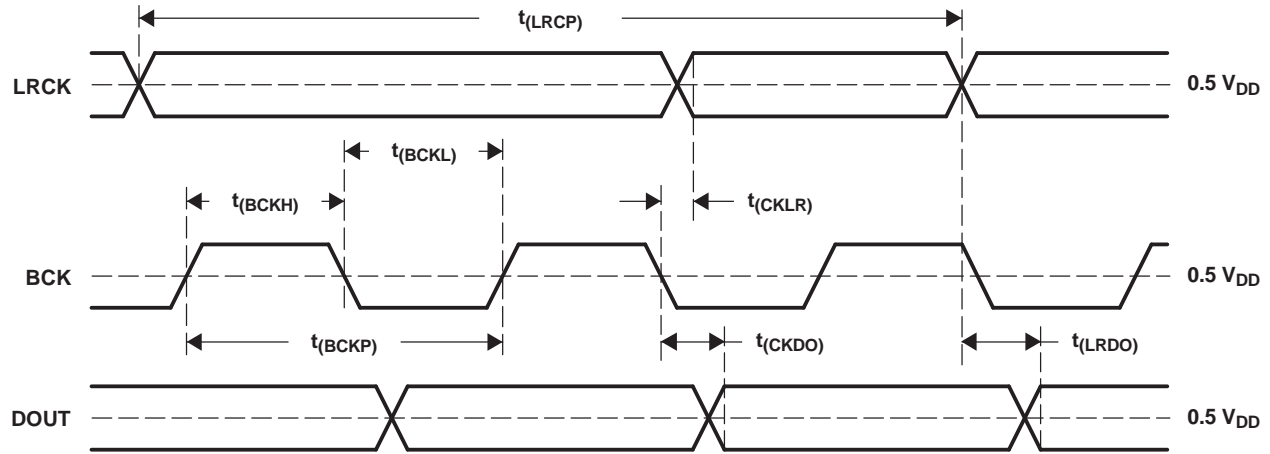 t(LRCP)
LRCK
0.5 VDD
t(BCKL)
t(BCKH)
t(CKLR)
BCK
0.5 VDD
t(BCKP)
t(CKDO)
t(LRDO)
DOUT
0.5 VDD